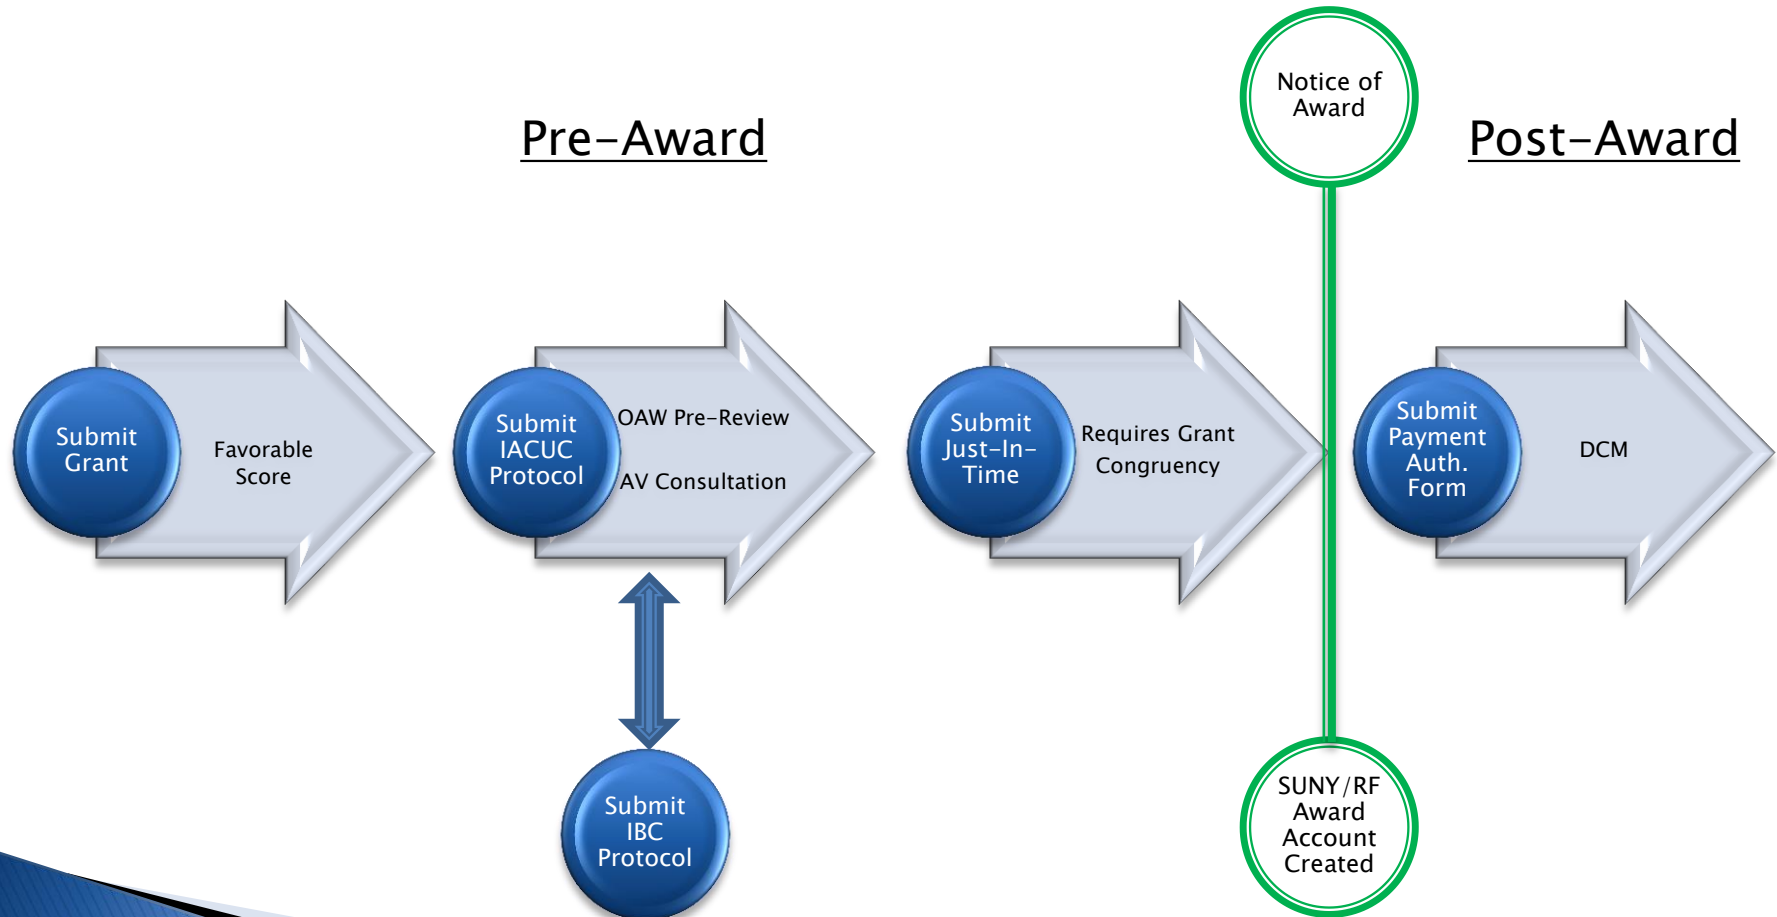 Pre-Award
Notice of
Award
Post-Award
Submit
Grant
Favorable
Score
Submit
IACUC
Protocol
OAW Pre-Review
AV Consultation
Submit
Just-In-
Time
Requires Grant
Congruency
Submit
Payment
Auth.
Form
DCM
Submit
IBC
Protocol
SUNY/RF
Award
Account
Created